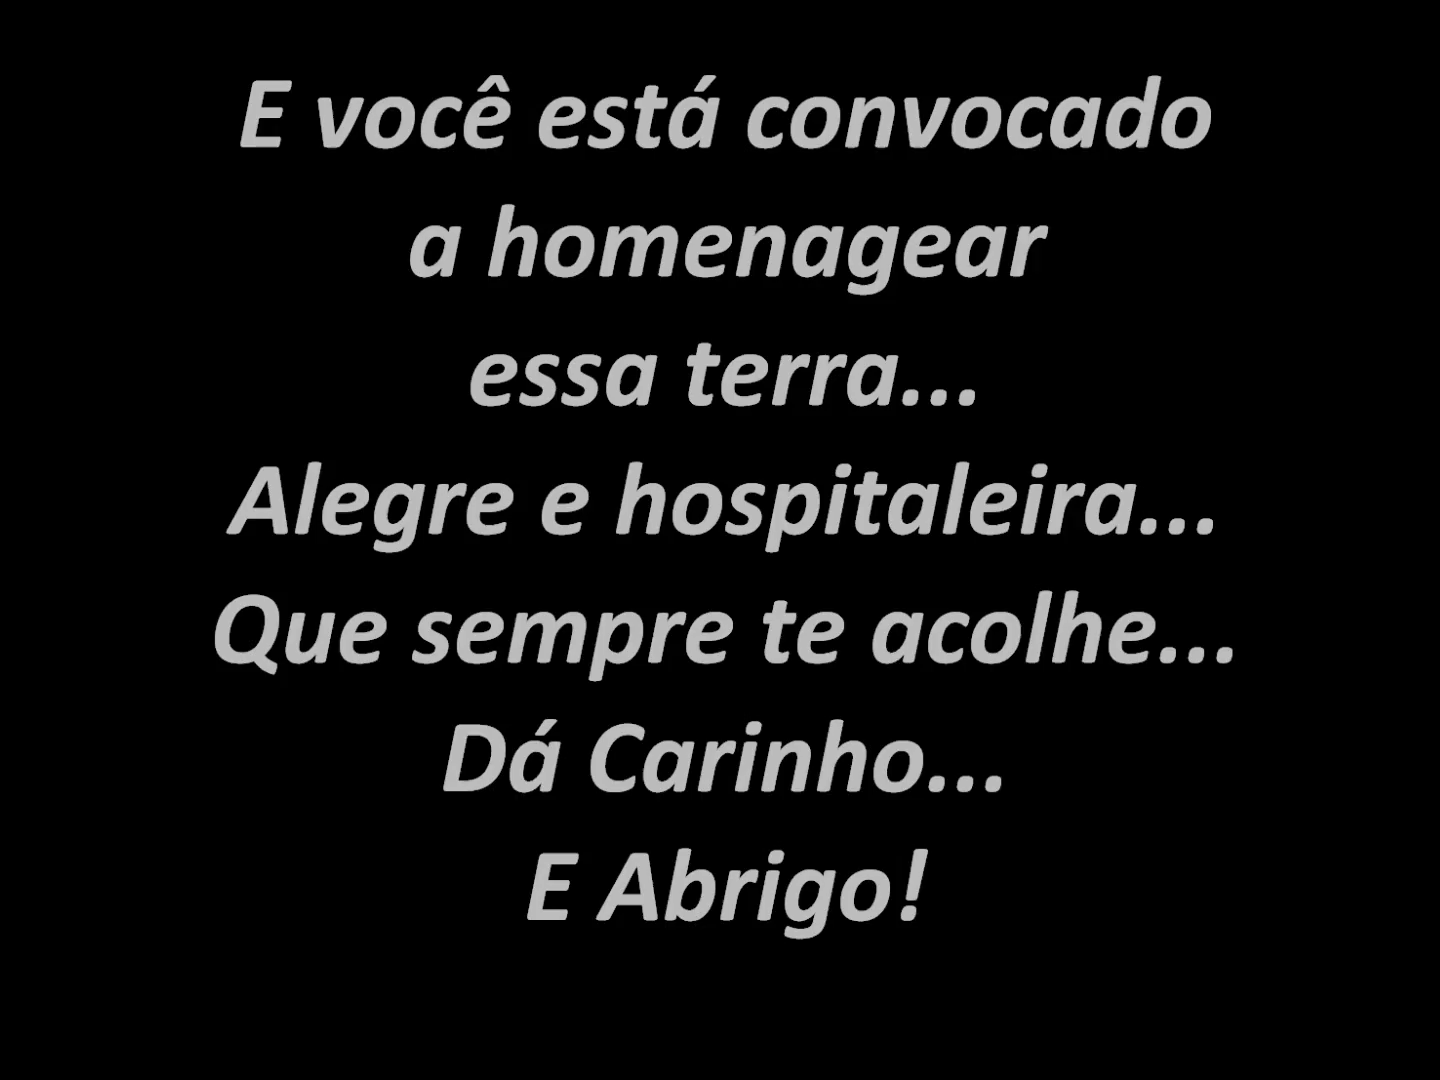 E você está convocado
a homenagear
essa terra...
Alegre e hospitaleira...
Que sempre te acolhe...
Dá Carinho...
E Abrigo!